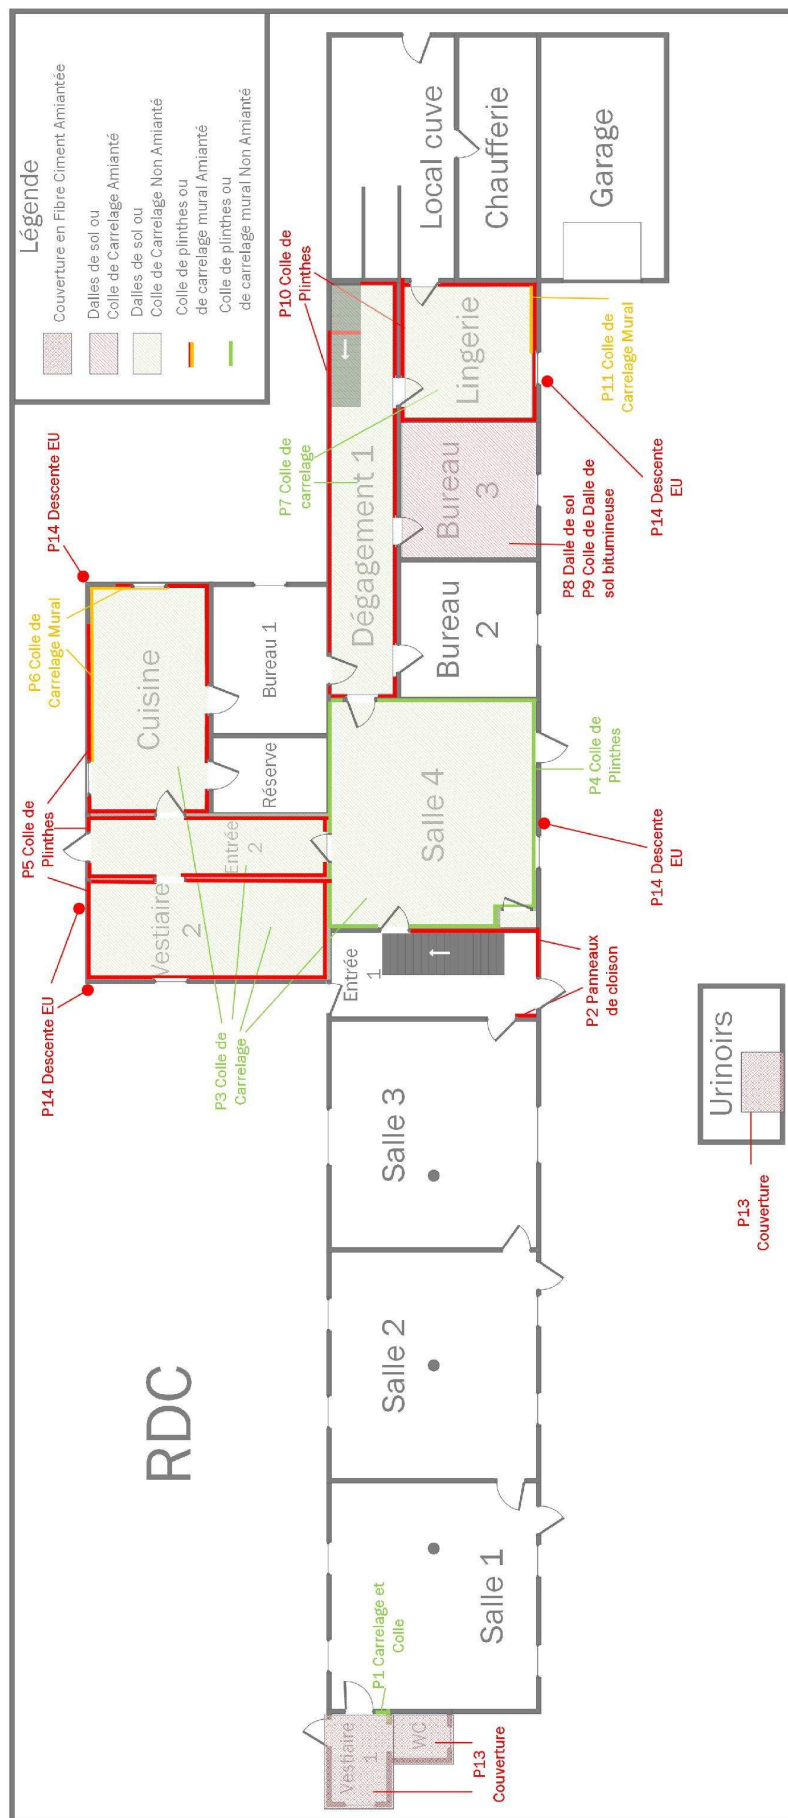 Légende
Couverture en Fibre Ciment Amiantée
Dalles de sol ou
Colle de Carrelage Amianté
Dalles de sol ou
Colle de Carrelage Non Amianté
Colle de plinthes ou
de carrelage mural Amianté
Colle de plinthes ou
de carrelage mural Non Amianté
RDC
P14 Descente EU
P5 Colle de
Plinthes
P6 Colle de
Carrelage Mural
P14 Descente EU
Vestiaire
2
Entrée
2
Cuisine
Réserve
Bureau 1
P3 Colle de
Carrelage
P7 Colle de
carrelage
P10 Colle de
Plinthes
Vestiaire
1
WC
P13
Couverture
P1 Carrelage et
Colle
Salle 1
Salle 2
Salle 3
Entrée
1
Salle 4
Dégagement 1
Bureau
2
Bureau
3
Lingerie
Local cuve
Chaufferie
Garage
P2 Panneaux
de cloison
P14 Descente
EU
P4 Colle de
Plinthes
P8 Dalle de sol
P9 Colle de Dalle de
sol bitumineuse
P14 Descente
EU
P11 Colle de
Carrelage Mural
P13
Couverture
Urinoirs